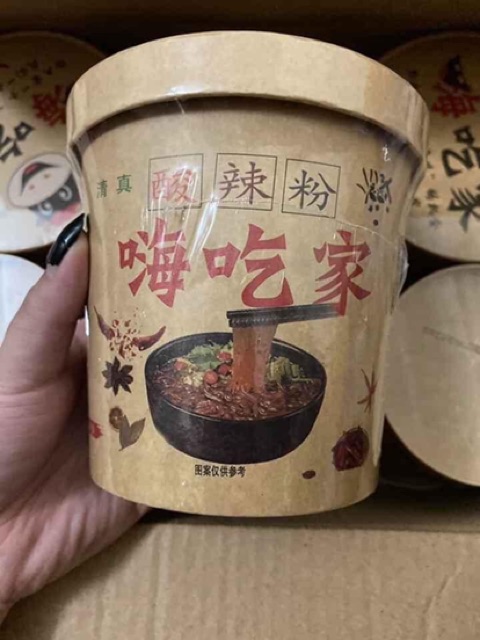 清真 酸辣粉
嗨吃家
图案仅供参考